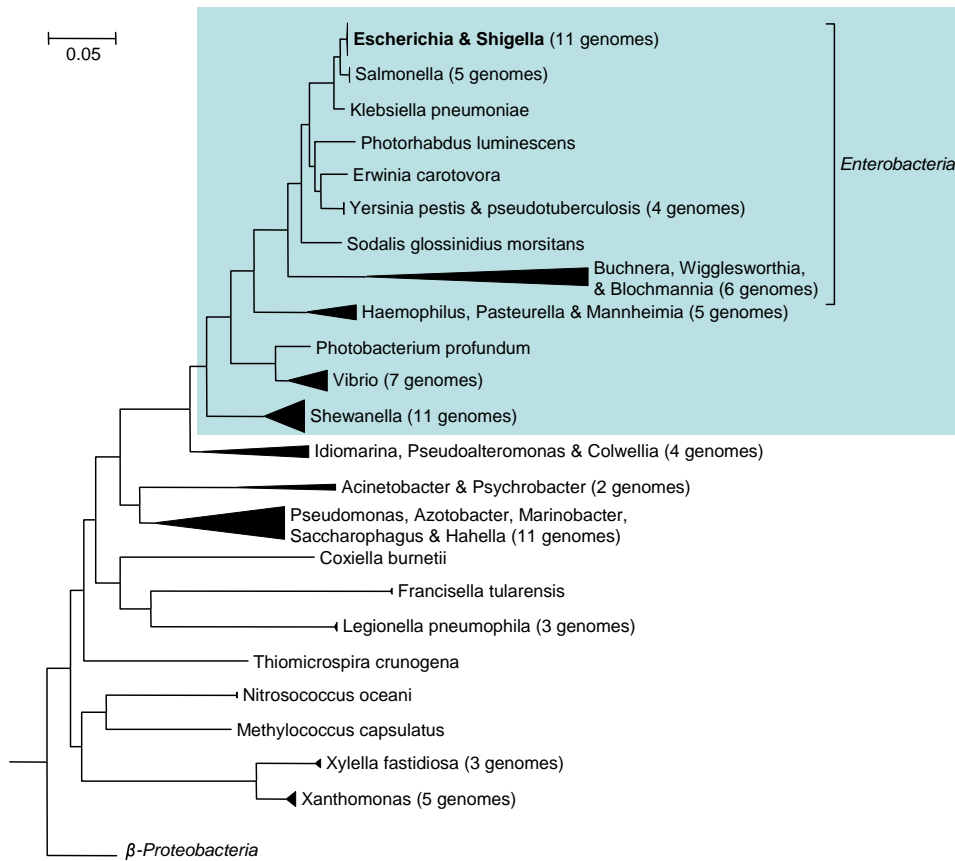 0.05
Escherichia & Shigella (11 genomes)
Salmonella (5 genomes)
Klebsiella pneumoniae
Photorhabdus luminescens
Enterobacteria
Erwinia carotovora
Yersinia pestis & pseudotuberculosis (4 genomes)
Sodalis glossinidius morsitans
Buchnera, Wigglesworthia,
& Blochmannia (6 genomes)
Haemophilus, Pasteurella & Mannheimia (5 genomes)
Photobacterium profundum
Vibrio (7 genomes)
Shewanella (11 genomes)
Idiomarina, Pseudoalteromonas & Colwellia (4 genomes)
Acinetobacter & Psychrobacter (2 genomes)
Pseudomonas, Azotobacter, Marinobacter,
Saccharophagus & Hahella (11 genomes)
Coxiella burnetii
Francisella tularensis
Legionella pneumophila (3 genomes)
Thiomicrospira crunogena
Nitrosococcus oceani
Methylococcus capsulatus
Xylella fastidiosa (3 genomes)
Xanthomonas (5 genomes)
β-Proteobacteria